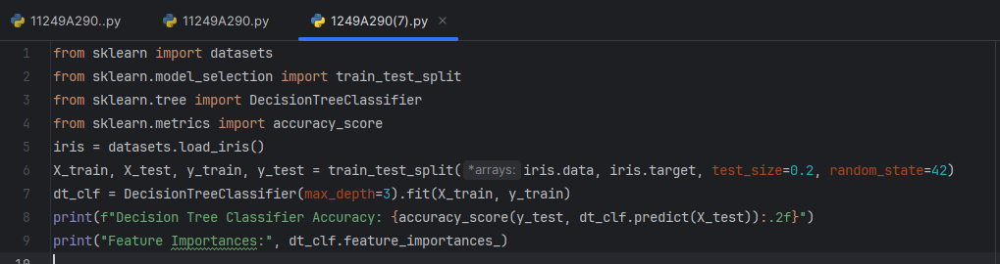 11249A290..py 11249A290.py 1249A290(7).py ×
1 from sklearn import datasets
2 from sklearn.model_selection import train_test_split
3 from sklearn.tree import DecisionTreeClassifier
4 from sklearn.metrics import accuracy_score
5 iris = datasets.load_iris()
6 X_train, X_test, y_train, y_test = train_test_split( *arrays: iris.data, iris.target, test_size=0.2, random_state=42)
7 dt_clf = DecisionTreeClassifier(max_depth=3).fit(X_train, y_train)
8 print(f"Decision Tree Classifier Accuracy: {accuracy_score(y_test, dt_clf.predict(X_test)):.2f}")
9 print("Feature Importances:", dt_clf.feature_importances_)
10